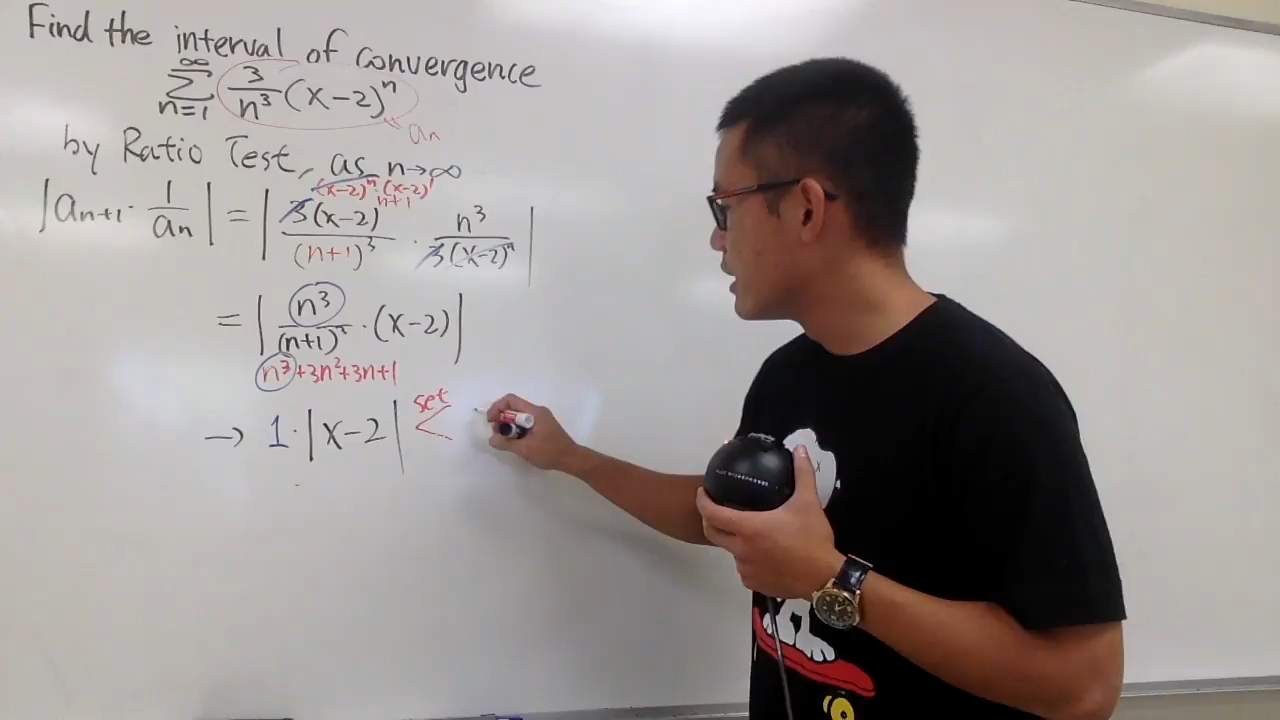 Find the interval of convergence
∞
∑ 3/n³ (x-2)ⁿ
n=1
aₙ
by Ratio Test, as n→∞
(x-2)ⁿ·(x-2)¹
|aₙ₊₁ · 1/aₙ| = | 3(x-2)ⁿ⁺¹/(n+1)³ · n³/3(x-2)ⁿ |
= | n³/(n+1)³ · (x-2) |
n³+3n²+3n+1
→ 1·|x-2| set <